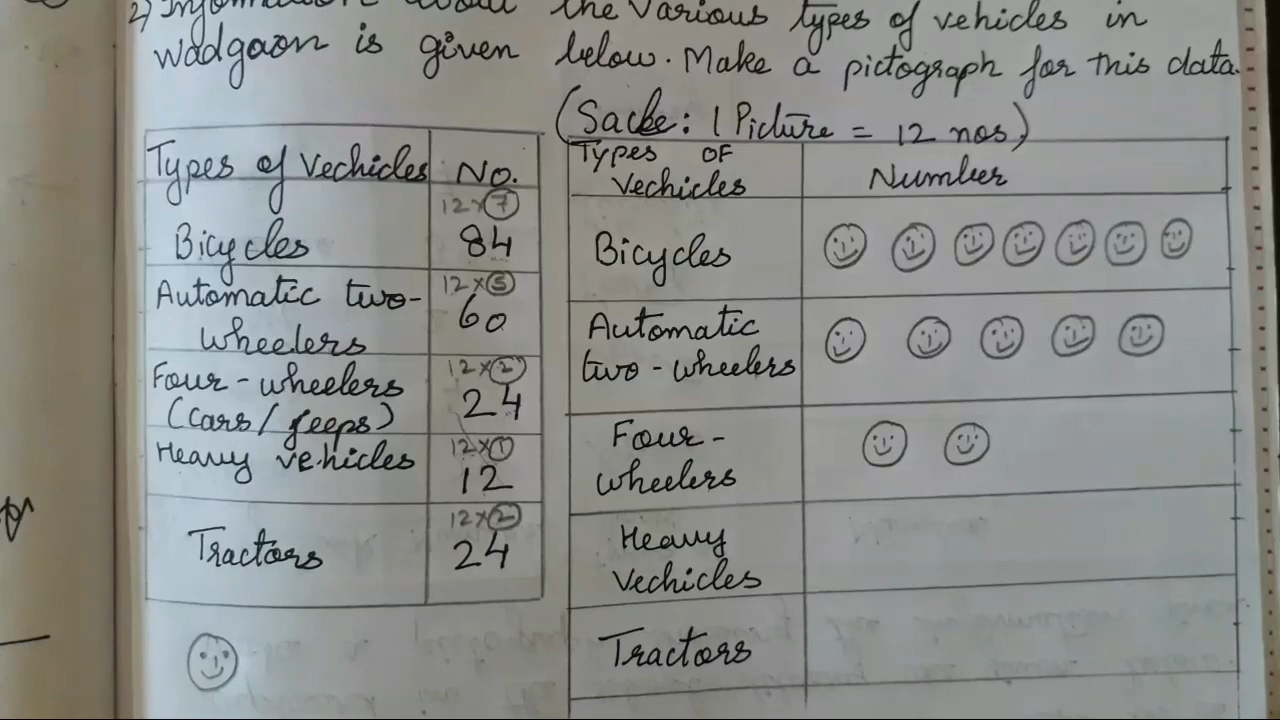 2) Information about the various types of vehicles in
Wadgaon is given below. Make a pictograph for this data.
(Sacle: 1 Picture = 12 nos)
Types of Vechicles No.
12×7
Bicycles 84
12×5
Automatic two-
wheelers 60
12×2
Four-wheelers
(cars/jeeps) 24
12×1
Heavy vehicles 12
12×2
Tractors 24
Types OF
Vechicles Number
Bicycles
Automatic
two-wheelers
Four-
wheelers
Heavy
Vechicles
Tractors